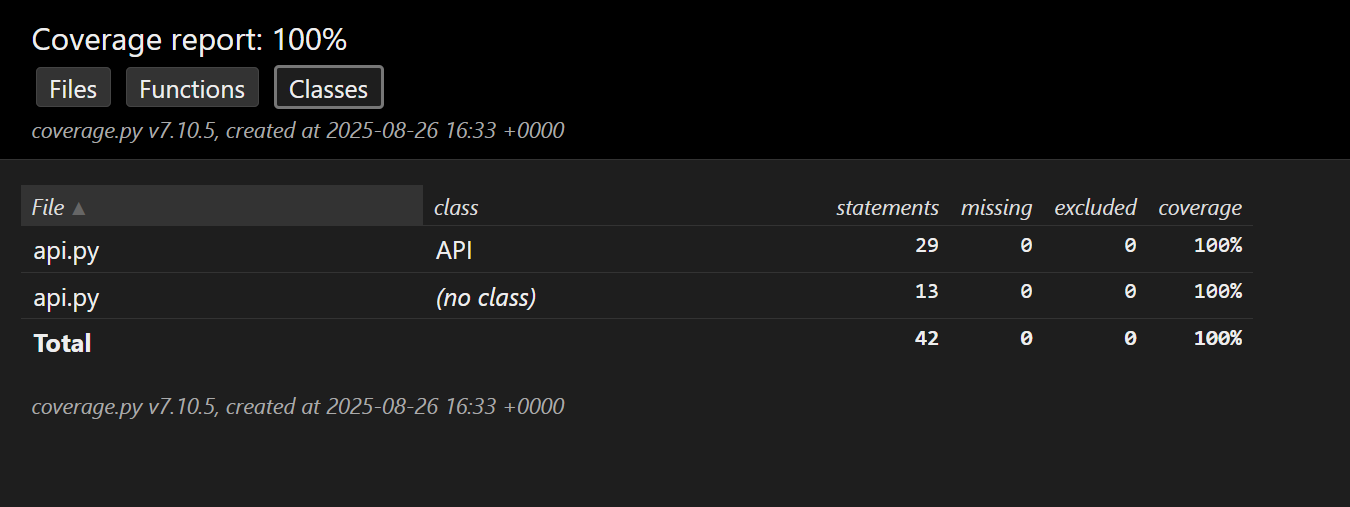 Coverage report: 100%
Files Functions Classes
coverage.py v7.10.5, created at 2025-08-26 16:33 +0000
File ▲ class statements missing excluded coverage
api.py API 29 0 0 100%
api.py (no class) 13 0 0 100%
Total 42 0 0 100%
coverage.py v7.10.5, created at 2025-08-26 16:33 +0000